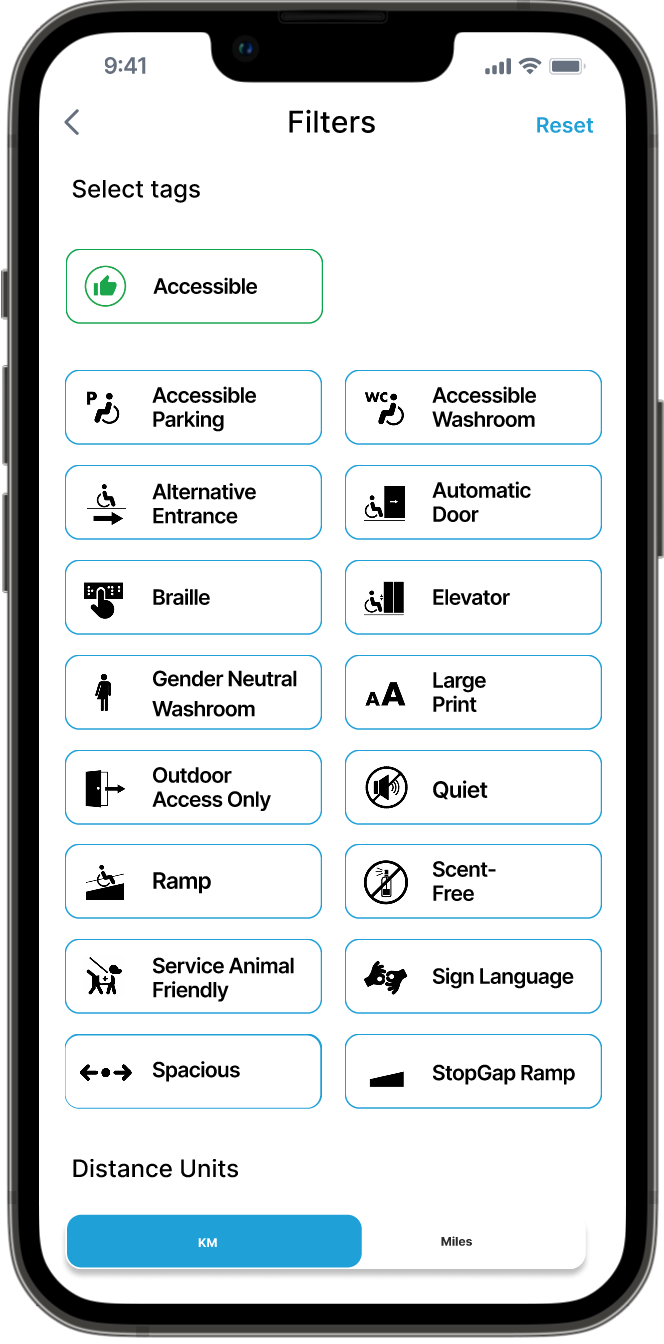 9:41
Filters
Reset
Select tags
Accessible
P
Accessible
Parking
WC
Accessible
Washroom
Alternative
Entrance
Automatic
Door
Braille
Elevator
Gender Neutral
Washroom
AA
Large
Print
Outdoor
Access Only
Quiet
Ramp
Scent-
Free
Service Animal
Friendly
Sign Language
Spacious
StopGap Ramp
Distance Units
KM
Miles